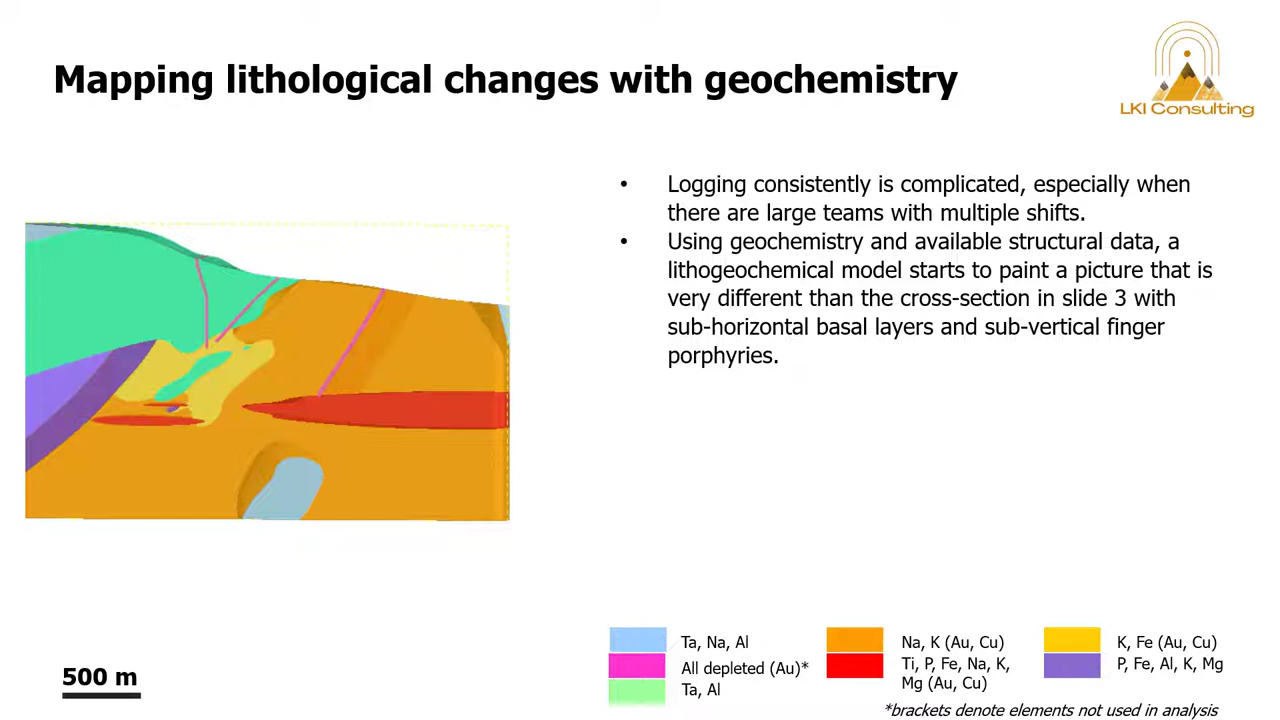 Mapping lithological changes with geochemistry
LKI Consulting
• Logging consistently is complicated, especially when
there are large teams with multiple shifts.
• Using geochemistry and available structural data, a
lithogeochemical model starts to paint a picture that is
very different than the cross-section in slide 3 with
sub-horizontal basal layers and sub-vertical finger
porphyries.
500 m
Ta, Na, Al
All depleted (Au)*
Ta, Al
Na, K (Au, Cu)
Ti, P, Fe, Na, K,
Mg (Au, Cu)
K, Fe (Au, Cu)
P, Fe, Al, K, Mg
*brackets denote elements not used in analysis